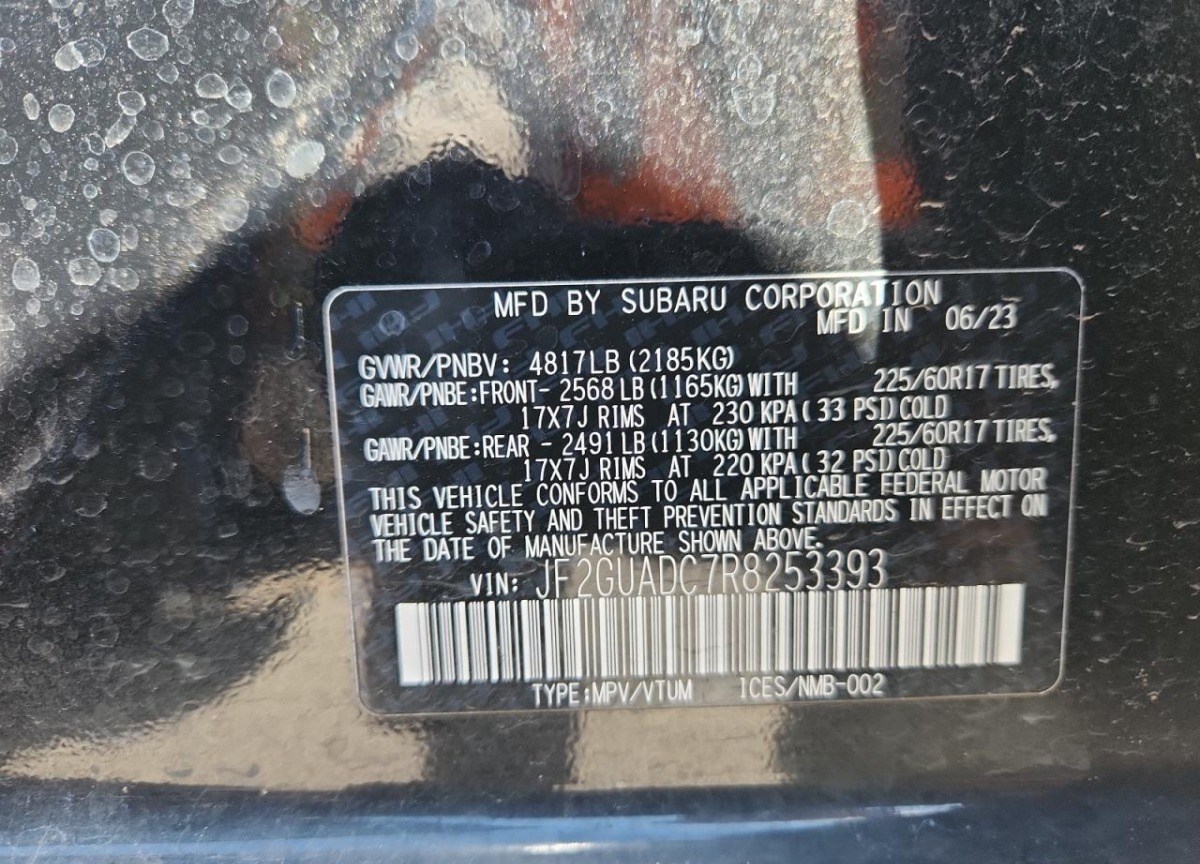 MFD BY SUBARU CORPORATION
MFD IN 06/23
GVWR/PNBV: 4817LB (2185KG)
GAWR/PNBE:FRONT- 2568 LB (1165KG) WITH 225/60R17 TIRES,
17X7J RIMS AT 230 KPA ( 33 PSI) COLD
GAWR/PNBE:REAR - 2491 LB (1130KG) WITH 225/60R17 TIRES,
17X7J RIMS AT 220 KPA ( 32 PSI) COLD
THIS VEHICLE CONFORMS TO ALL APPLICABLE FEDERAL MOTOR
VEHICLE SAFETY AND THEFT PREVENTION STANDARDS IN EFFECT ON
THE DATE OF MANUFACTURE SHOWN ABOVE.
VIN: JF2GUADC7R8253393
TYPE:MPV/VTUM ICES/NMB-002